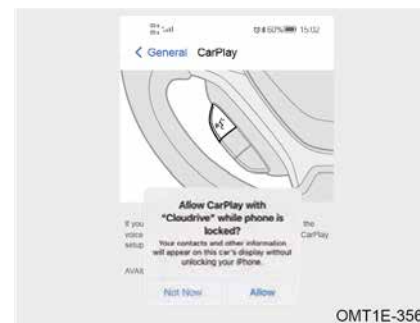 60% 15:02
General CarPlay
Allow CarPlay with
"Cloudrive" while phone is
locked?
If you the
voice CarPlay
setup
Your contacts and other information
will appear on this car's display without
unlocking your iPhone.
Not Now Allow
OMT1E-356